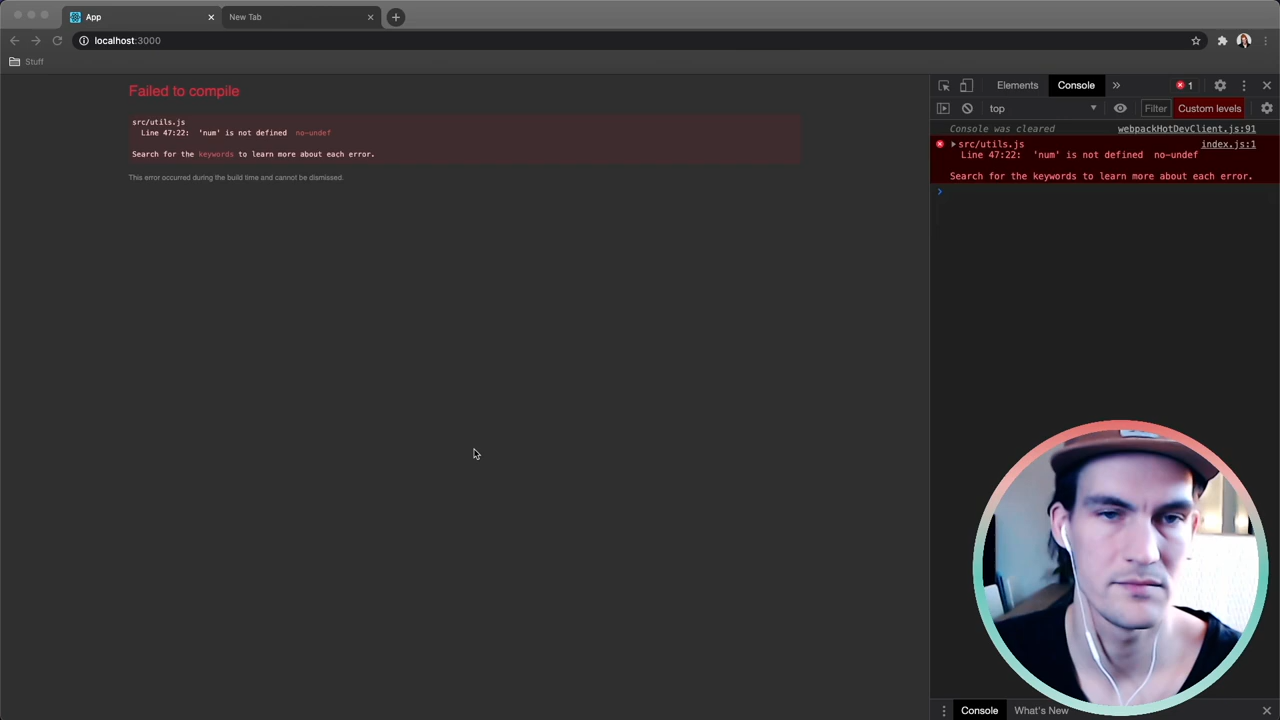 App
New Tab
localhost:3000
Stuff
Failed to compile
src/utils.js
Line 47:22:  'num' is not defined  no-undef
Search for the keywords to learn more about each error.
This error occurred during the build time and cannot be dismissed.
Elements
Console
1
top
Filter
Custom levels
Console was cleared
webpackHotDevClient.js:91
src/utils.js
index.js:1
Line 47:22:  'num' is not defined  no-undef
Search for the keywords to learn more about each error.
Console
What's New